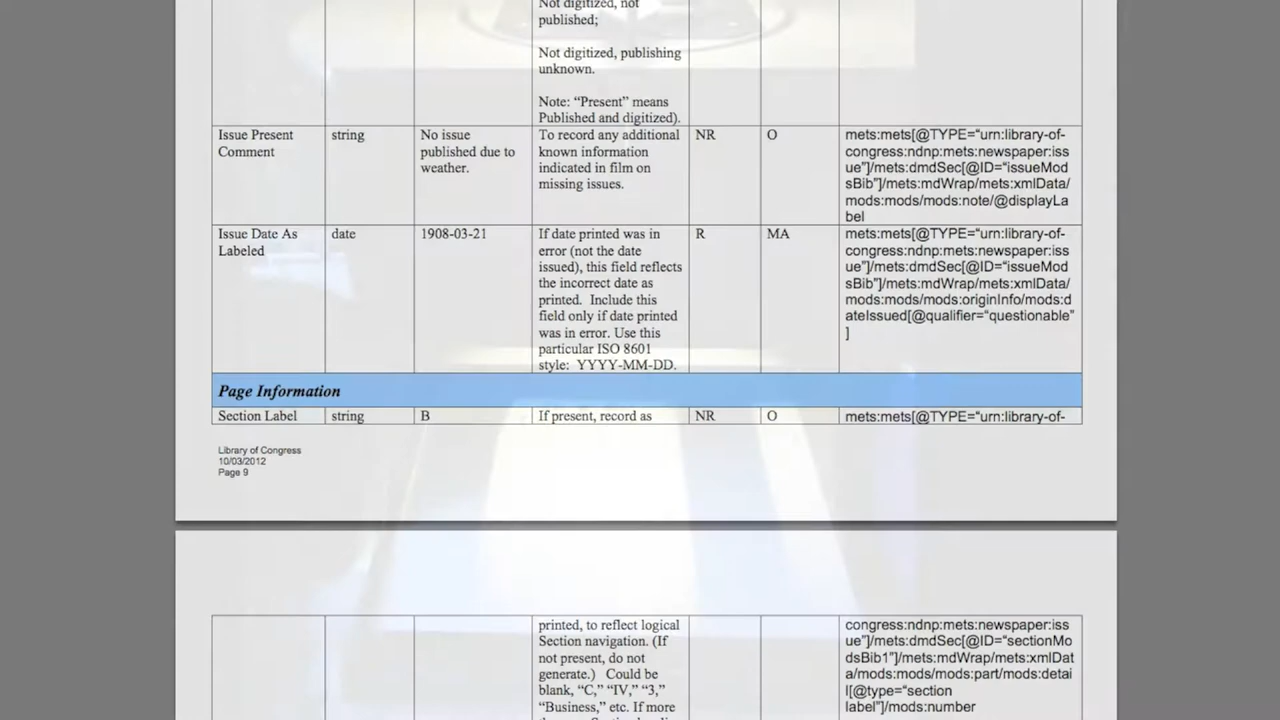 Not digitized, not
published;
Not digitized, publishing
unknown.
Note: “Present” means
Published and digitized).
Issue Present
Comment
string
No issue
published due to
weather.
To record any additional
known information
indicated in film on
missing issues.
NR
O
mets:mets[@TYPE=“urn:library-of-
congress:ndnp:mets:newspaper:iss
ue”]/mets:dmdSec[@ID=“issueMod
sBib”]/mets:mdWrap/mets:xmlData/
mods:mods/mods:note/@displayLa
bel
Issue Date As
Labeled
date
1908-03-21
If date printed was in
error (not the date
issued), this field reflects
the incorrect date as
printed.  Include this
field only if date printed
was in error. Use this
particular ISO 8601
style:  YYYY-MM-DD.
R
MA
mets:mets[@TYPE=“urn:library-of-
congress:ndnp:mets:newspaper:iss
ue”]/mets:dmdSec[@ID=“issueMod
sBib”]/mets:mdWrap/mets:xmlData/
mods:mods/mods:originInfo/mods:d
ateIssued[@qualifier=“questionable”
]
Page Information
Section Label
string
B
If present, record as
NR
O
mets:mets[@TYPE=“urn:library-of-
Library of Congress
10/03/2012
Page 9
printed, to reflect logical
Section navigation. (If
not present, do not
generate.)   Could be
blank, “C,” “IV,” “3,”
“Business,” etc. If more
congress:ndnp:mets:newspaper:iss
ue”]/mets:dmdSec[@ID=“sectionMo
dsBib1”]/mets:mdWrap/mets:xmlDat
a/mods:mods/mods:part/mods:detai
l[@type=“section
label”]/mods:number